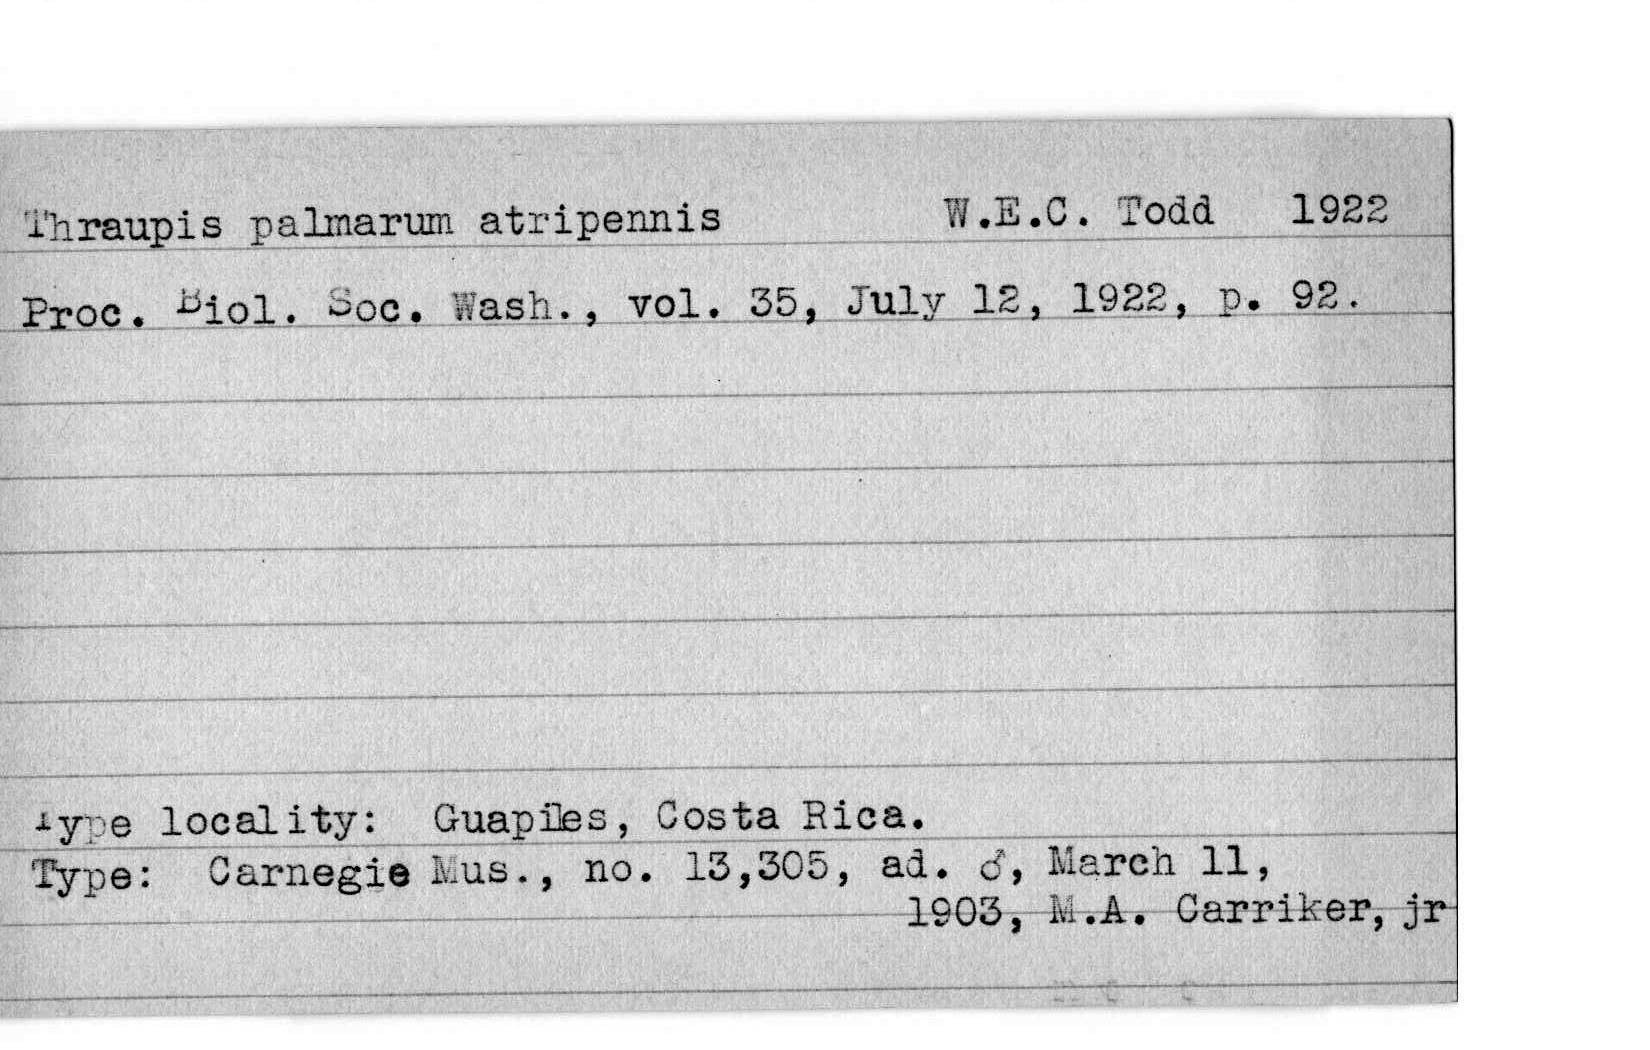 Thraupis palmarum atripennis W.E.C. Todd 1922
Proc. Biol. Soc. Wash., vol. 35, July 12, 1922, p. 92.
Type locality: Guapiles, Costa Rica.
Type: Carnegie Mus., no. 13,305, ad. ♂, March 11,
1903, M.A. Carriker, jr